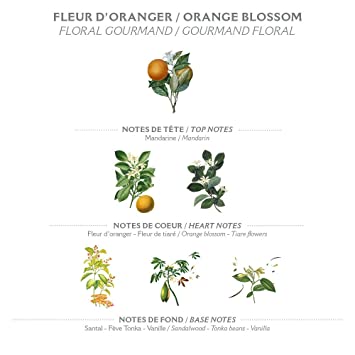 FLEUR D'ORANGER / ORANGE BLOSSOM
FLORAL GOURMAND / GOURMAND FLORAL
NOTES DE TÊTE / TOP NOTES
Mandarine / Mandarin
NOTES DE COEUR / HEART NOTES
Fleur d'oranger - Fleur de tiaré / Orange blossom - Tiare flowers
NOTES DE FOND / BASE NOTES
Santal - Fève Tonka - Vanille / Sandalwood - Tonka beans - Vanilla